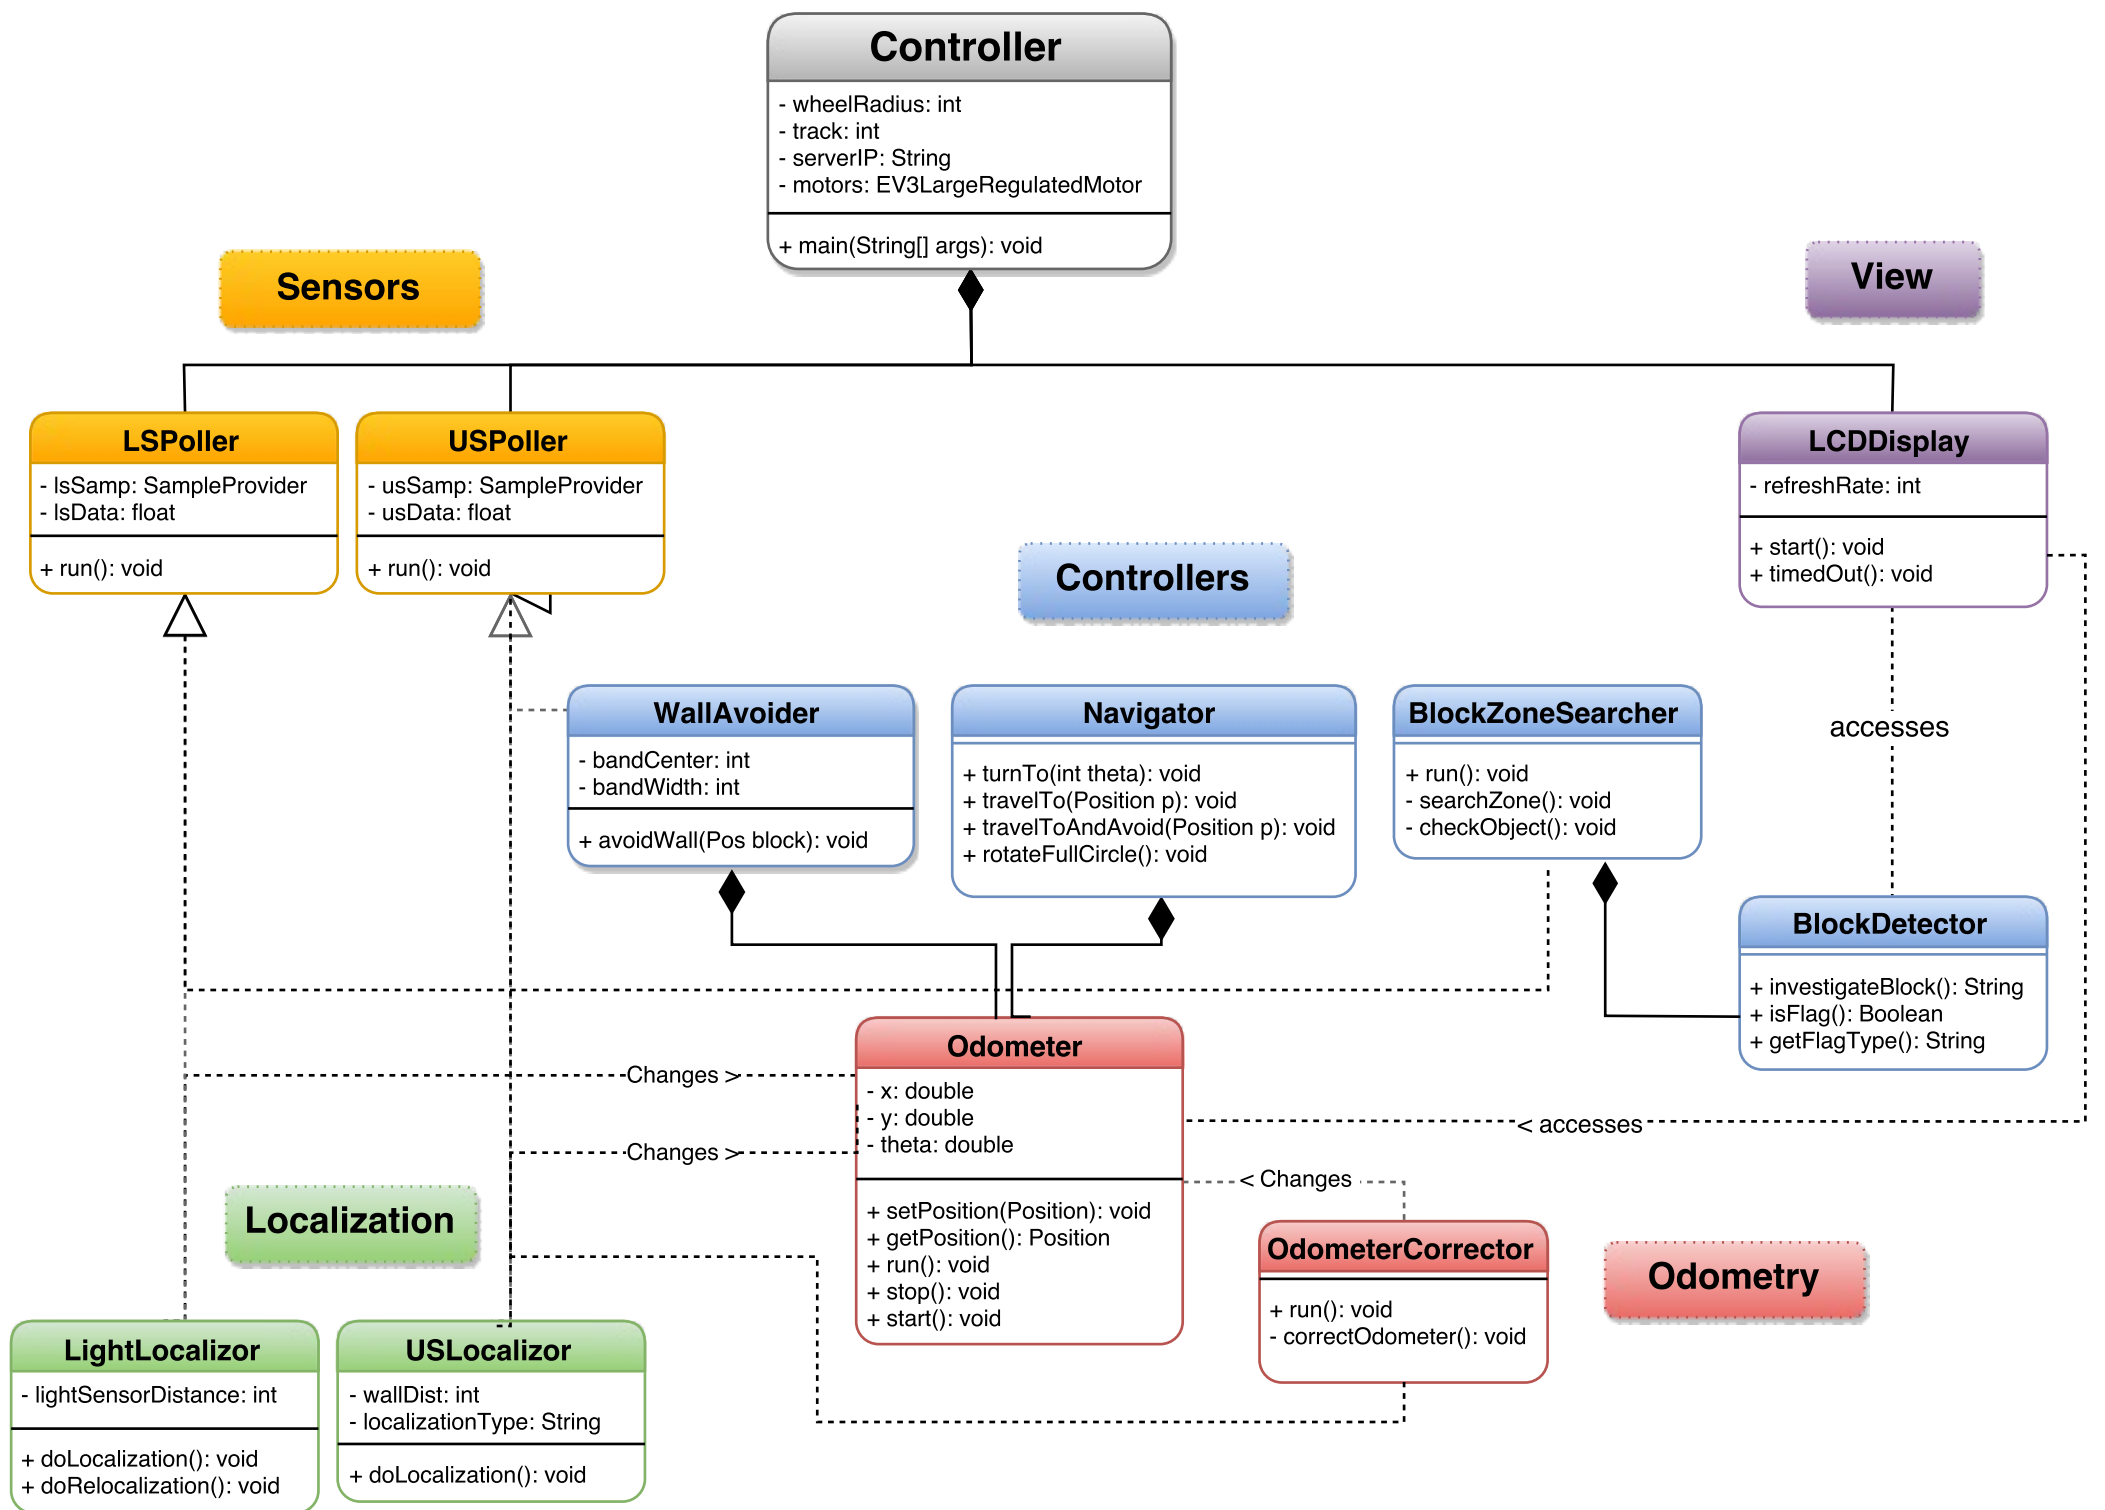 Controller
- wheelRadius: int
- track: int
- serverIP: String
- motors: EV3LargeRegulatedMotor
+ main(String[] args): void
Sensors
View
LSPoller
- lsSamp: SampleProvider
- lsData: float
+ run(): void
USPoller
- usSamp: SampleProvider
- usData: float
+ run(): void
LCDDisplay
- refreshRate: int
+ start(): void
+ timedOut(): void
Controllers
WallAvoider
- bandCenter: int
- bandWidth: int
+ avoidWall(Pos block): void
Navigator
+ turnTo(int theta): void
+ travelTo(Position p): void
+ travelToAndAvoid(Position p): void
+ rotateFullCircle(): void
BlockZoneSearcher
+ run(): void
- searchZone(): void
- checkObject(): void
accesses
BlockDetector
+ investigateBlock(): String
+ isFlag(): Boolean
+ getFlagType(): String
Odometer
- x: double
- y: double
- theta: double
+ setPosition(Position): void
+ getPosition(): Position
+ run(): void
+ stop(): void
+ start(): void
Changes >
Changes >
< accesses
< Changes
Localization
OdometerCorrector
+ run(): void
- correctOdometer(): void
Odometry
LightLocalizor
- lightSensorDistance: int
+ doLocalization(): void
+ doRelocalization(): void
USLocalizor
- wallDist: int
- localizationType: String
+ doLocalization(): void